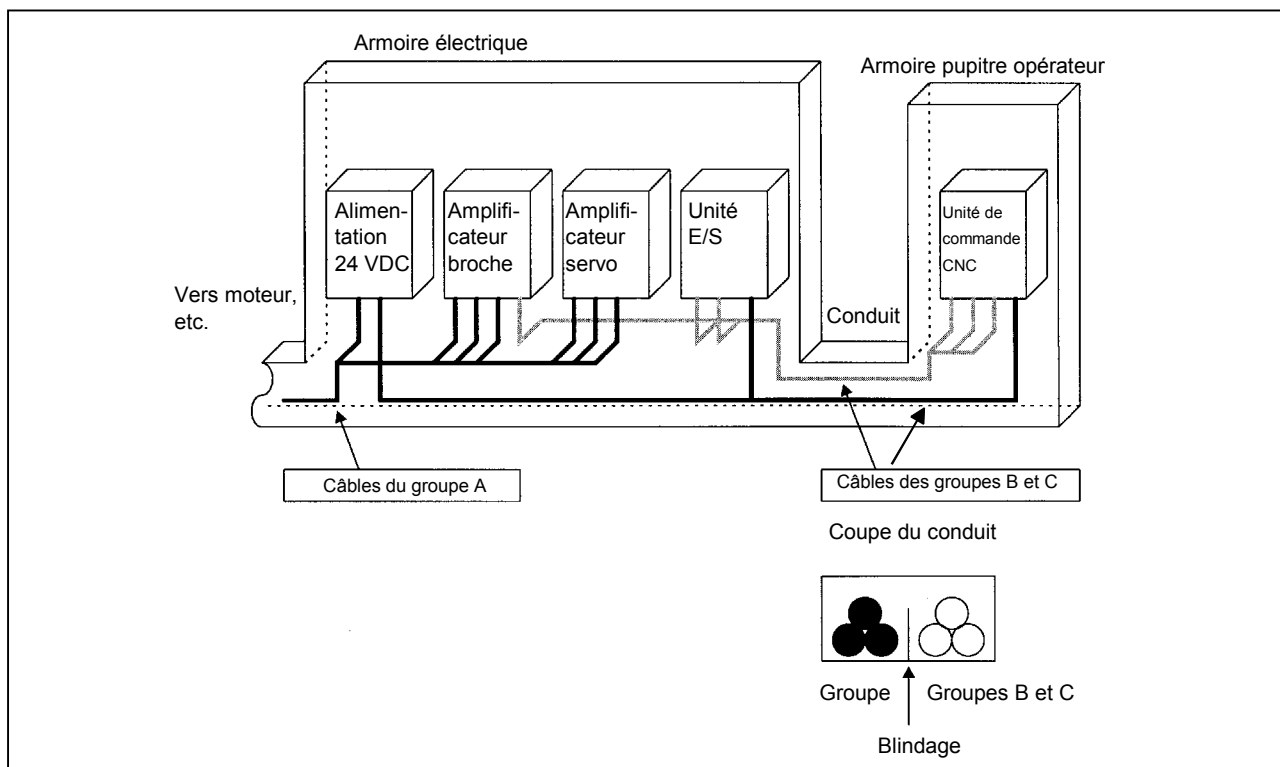 Armoire électrique
Armoire pupitre opérateur
Alimen-
tation
24 VDC
Amplifi-
cateur
broche
Amplifi-
cateur
servo
Unité
E/S
Unité de
commande
CNC
Vers moteur,
etc.
Conduit
Câbles du groupe A
Câbles des groupes B et C
Coupe du conduit
Groupe
Groupes B et C
Blindage